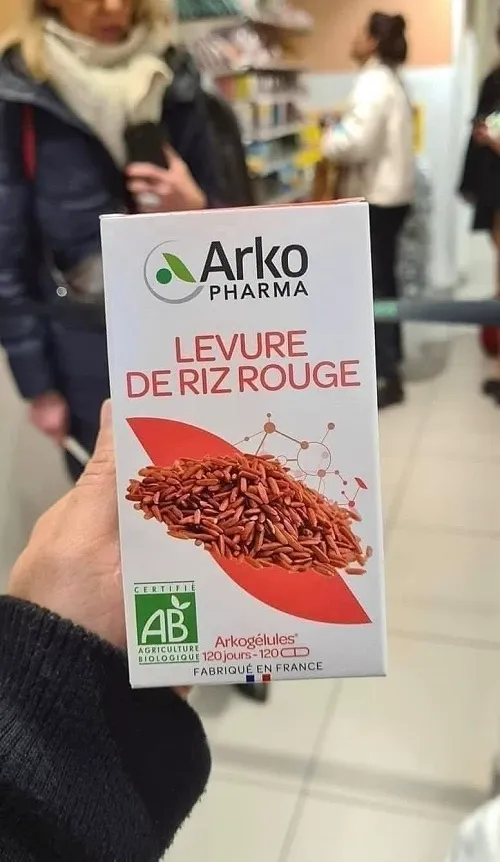 Arko
PHARMA
LEVURE
DE RIZ ROUGE
CERTIFIÉ
AB
AGRICULTURE
BIOLOGIQUE
Arkogélules®
120 jours - 120
FABRIQUÉ EN FRANCE